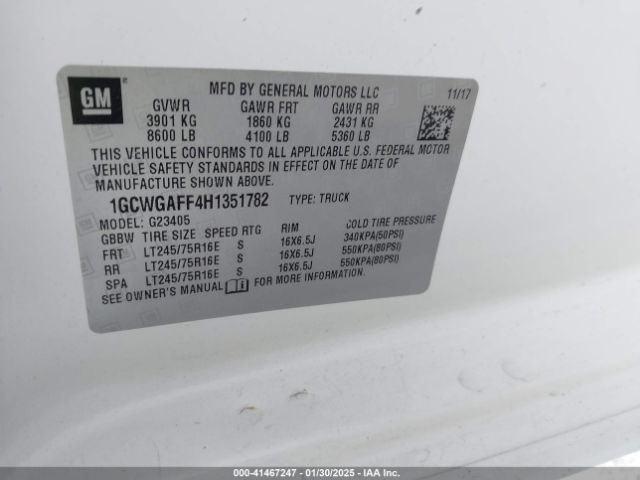 GM
MFD BY GENERAL MOTORS LLC 11/17
GVWR GAWR FRT GAWR RR
3901 KG 1860 KG 2431 KG
8600 LB 4100 LB 5360 LB
THIS VEHICLE CONFORMS TO ALL APPLICABLE U.S. FEDERAL MOTOR
VEHICLE SAFETY STANDARDS IN EFFECT ON THE DATE OF
MANUFACTURE SHOWN ABOVE.
1GCWGAFF4H1351782 TYPE: TRUCK
MODEL: G23405
GBBW TIRE SIZE SPEED RTG RIM COLD TIRE PRESSURE
FRT LT245/75R16E S 16X6.5J 340KPA(50PSI)
RR LT245/75R16E S 16X6.5J 550KPA(80PSI)
SPA LT245/75R16E S 16X6.5J 550KPA(80PSI)
SEE OWNER'S MANUAL FOR MORE INFORMATION.
000-41467247 - 01/30/2025 - IAA Inc.